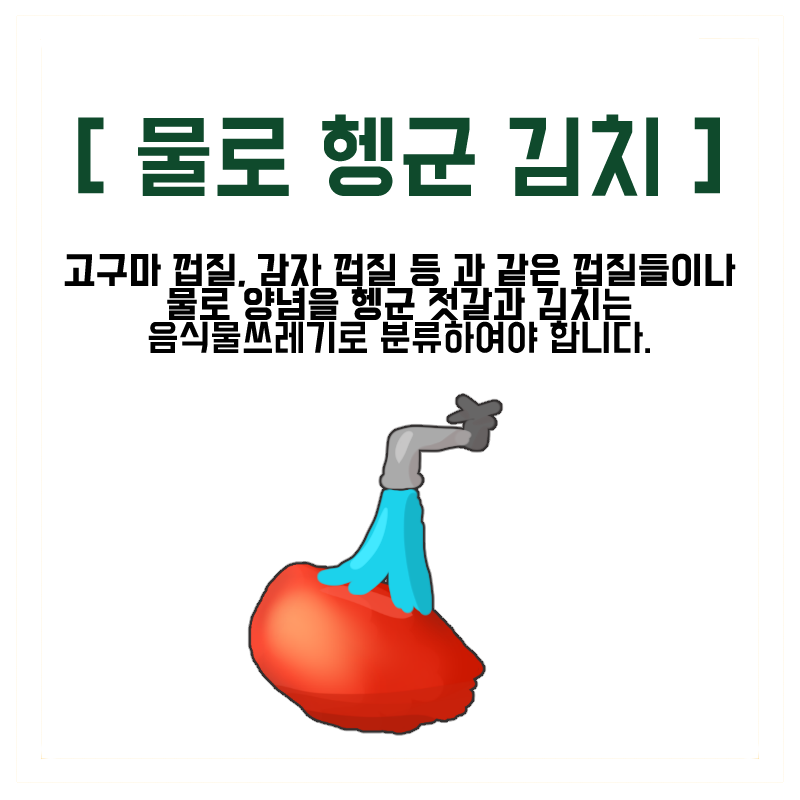 [ 물로 헹군 김치 ]
고구마 껍질, 감자 껍질 등 과 같은 껍질들이나
물로 양념을 헹군 젓갈과 김치는
음식물쓰레기로 분류하여야 합니다.